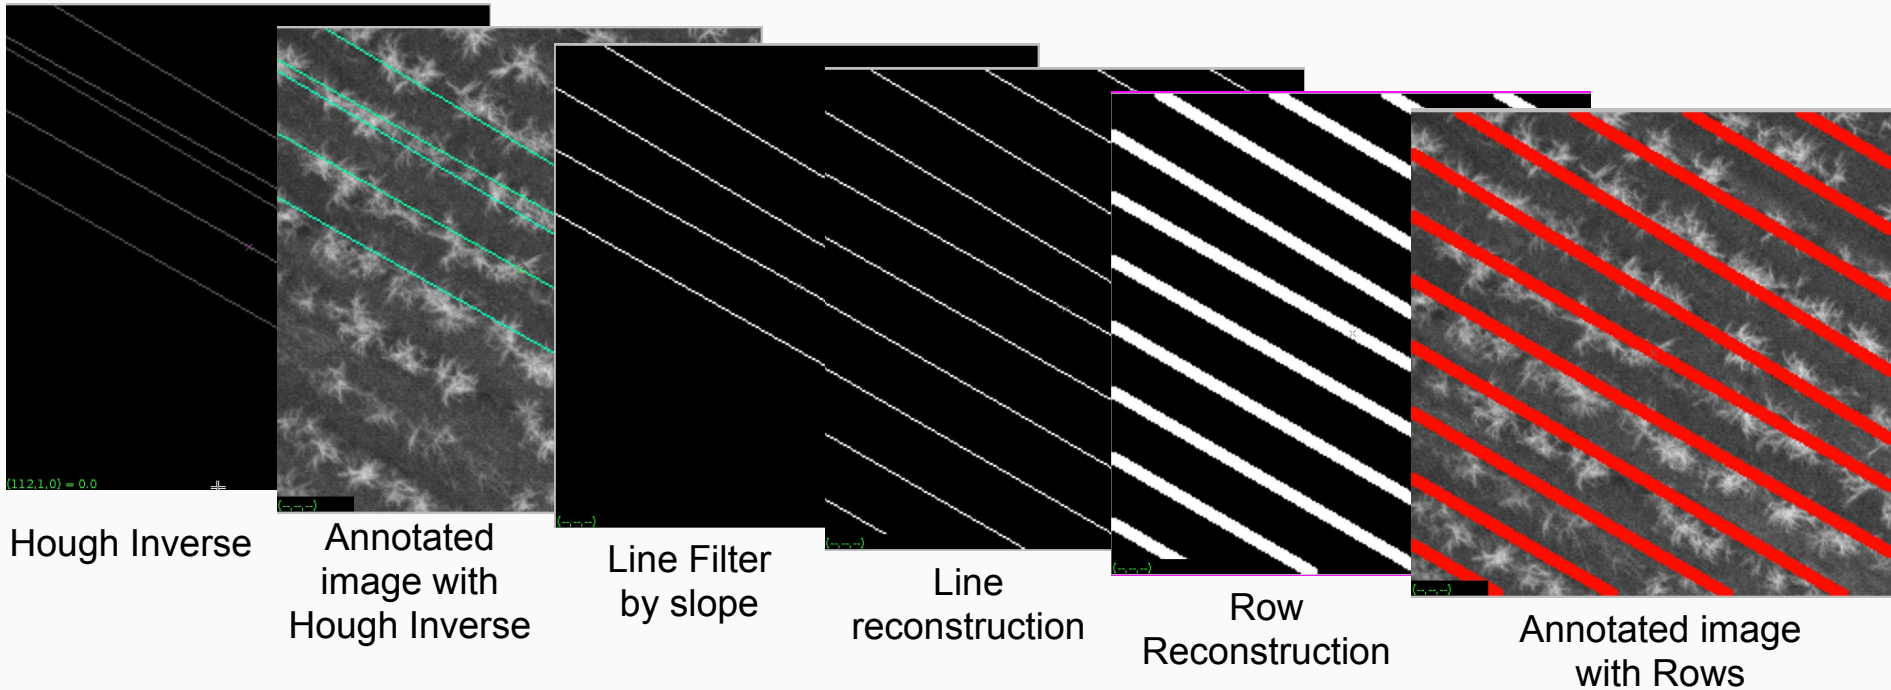 (112,1,0) = 0.0
(--,--,--)
(--,--,--)
(--,--,--)
(--,--,--)
(--,--,--)
Hough Inverse
Annotated
image with
Hough Inverse
Line Filter
by slope
Line
reconstruction
Row
Reconstruction
Annotated image
with Rows